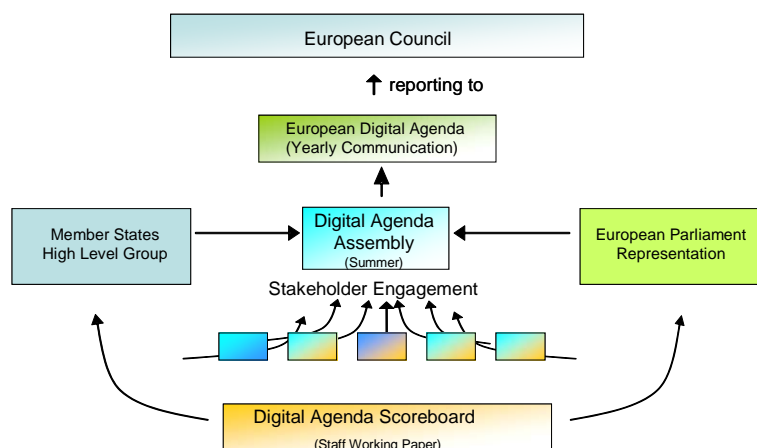 European Council
reporting to
European Digital Agenda
(Yearly Communication)
Member States
High Level Group
Digital Agenda
Assembly
(Summer)
European Parliament
Representation
Stakeholder Engagement
Digital Agenda Scoreboard
(Staff Working Paper)